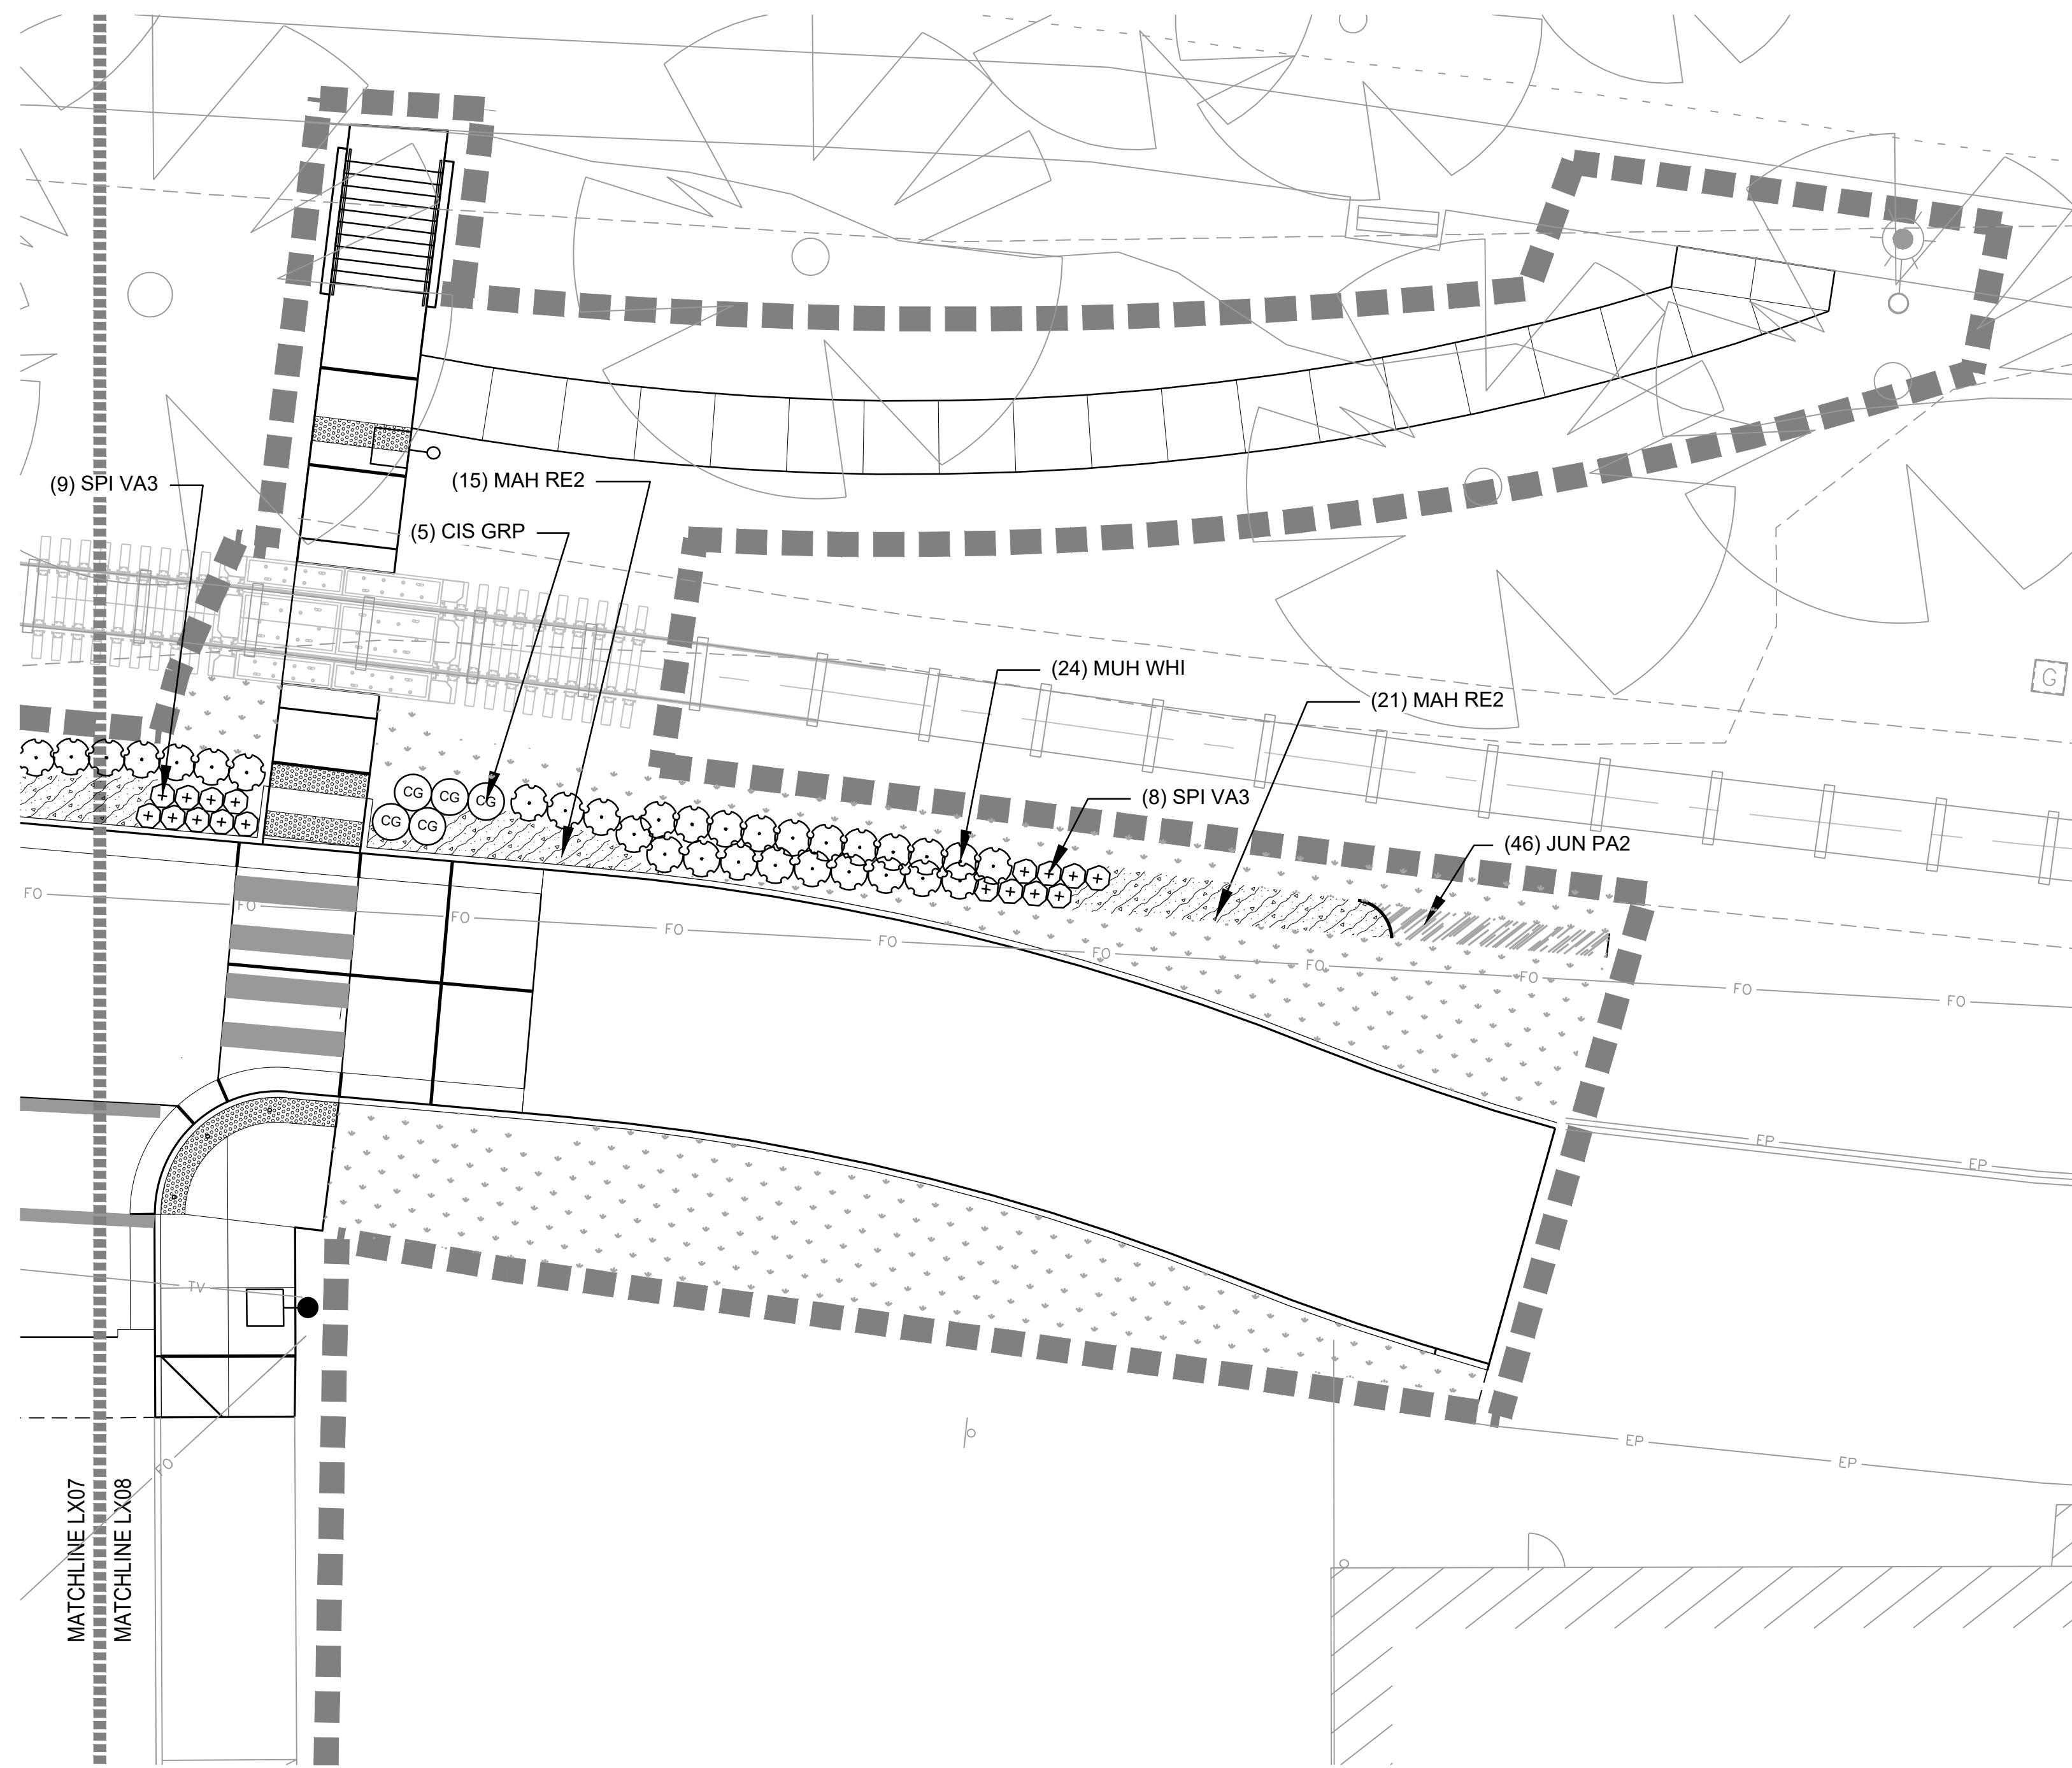 (9) SPI VA3
(15) MAH RE2
(5) CIS GRP
(24) MUH WHI
(21) MAH RE2
(8) SPI VA3
(46) JUN PA2
G
CG
CG
CG
CG
CG
FO
FO
FO
FO
FO
FO
FO
FO
FO
FO
EP
EP
TV
EP
EP
FO
MATCHLINE LX07
MATCHLINE LX08